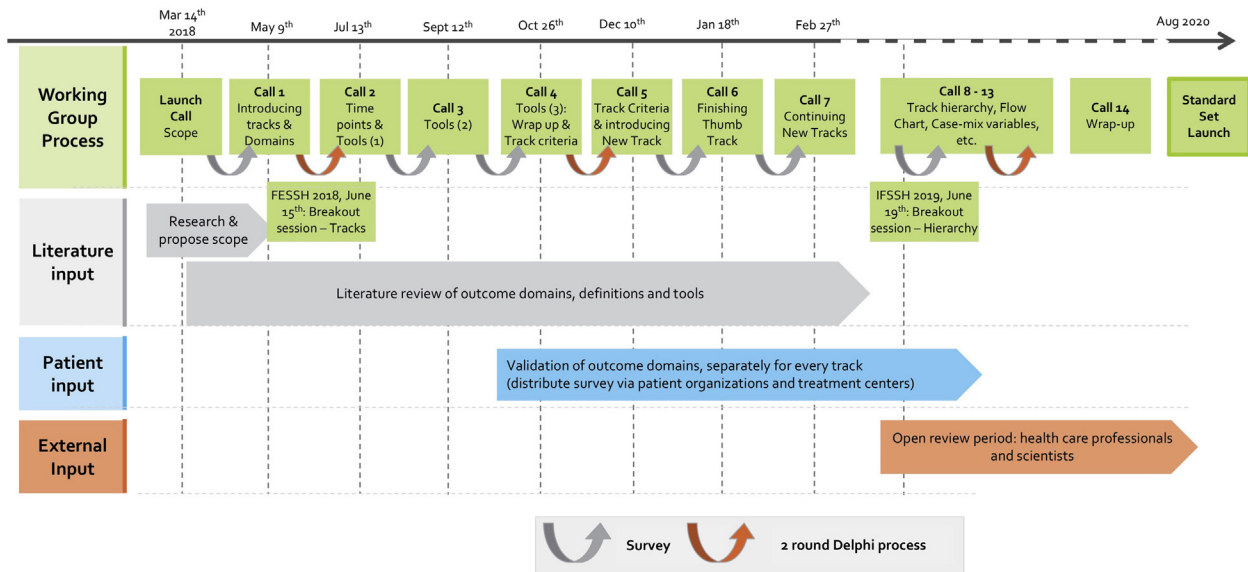 Mar 14th
2018
May 9th
Jul 13th
Sept 12th
Oct 26th
Dec 10th
Jan 18th
Feb 27th
Aug 2020
Working
Group
Process
Launch
Call
Scope
Call 1
Introducing
tracks &
Domains
Call 2
Time
points &
Tools (1)
Call 3
Tools (2)
Call 4
Tools (3):
Wrap up &
Track criteria
Call 5
Track Criteria
& introducing
New Track
Call 6
Finishing
Thumb
Track
Call 7
Continuing
New Tracks
Call 8 - 13
Track hierarchy, Flow
Chart, Case-mix variables,
etc.
Call 14
Wrap-up
Standard
Set
Launch
FESSH 2018, June
15th: Breakout
session – Tracks
IFSSH 2019, June
19th: Breakout
session – Hierarchy
Literature
input
Research &
propose scope
Literature review of outcome domains, definitions and tools
Patient
input
Validation of outcome domains, separately for every track
(distribute survey via patient organizations and treatment centers)
External
Input
Open review period: health care professionals
and scientists
Survey
2 round Delphi process